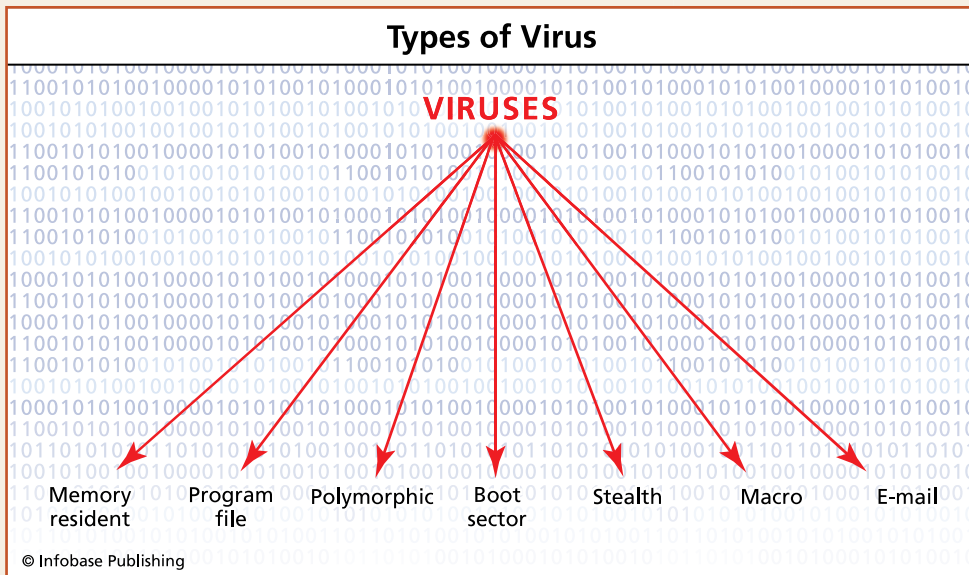 Types of Virus
VIRUSES
Memory resident
Program file
Polymorphic
Boot sector
Stealth
Macro
E-mail
© Infobase Publishing